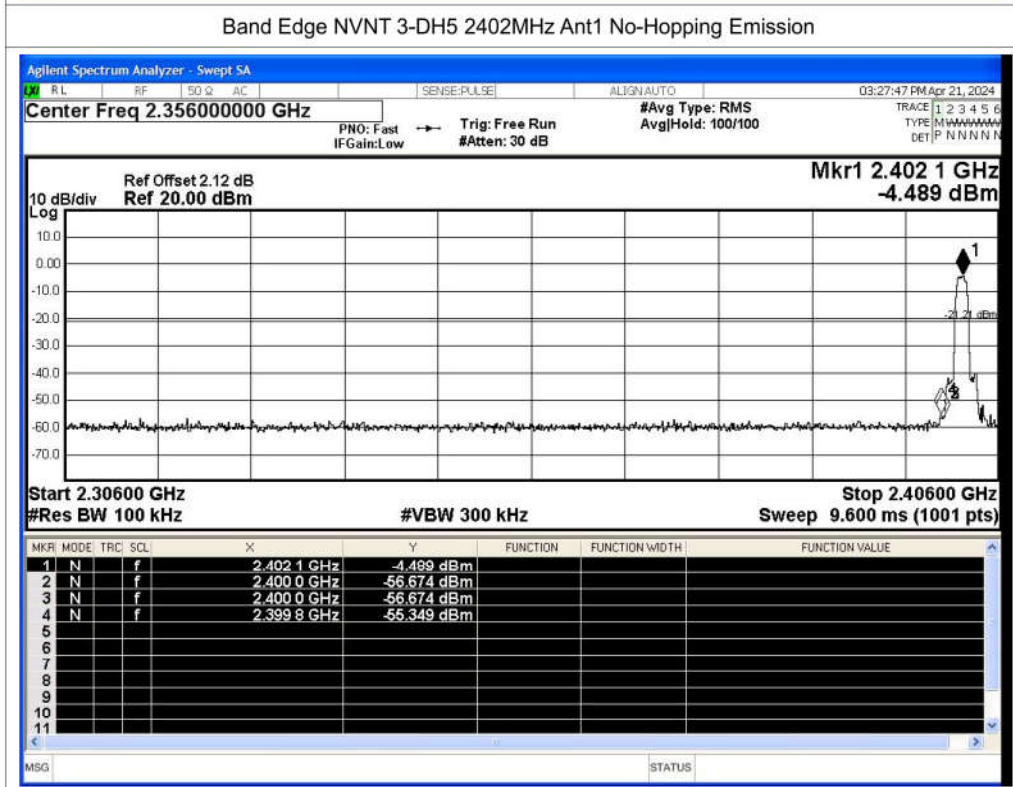 Band Edge NVNT 3-DH5 2402MHz Ant1 No-Hopping Emission
Agilent Spectrum Analyzer - Swept SA
LXI RL RF 50 Ω AC SENSE:PULSE ALIGN AUTO 03:27:47 PM Apr 21, 2024
Center Freq 2.356000000 GHz
#Avg Type: RMS
TRACE 1 2 3 4 5 6
PNO: Fast Trig: Free Run Avg|Hold: 100/100
TYPE M WWWWW
IFGain:Low #Atten: 30 dB
DET P N N N N N
Mkr1 2.402 1 GHz
-4.489 dBm
Ref Offset 2.12 dB
10 dB/div Ref 20.00 dBm
Log
10.0
1
0.00
-10.0
-20.0
-21.21 dBm
-30.0
-40.0
-50.0
-60.0
-70.0
Start 2.30600 GHz Stop 2.40600 GHz
#Res BW 100 kHz #VBW 300 kHz Sweep 9.600 ms (1001 pts)
MKR MODE TRC SCL X Y FUNCTION FUNCTION WIDTH FUNCTION VALUE
1 N f 2.402 1 GHz -4.489 dBm
2 N f 2.400 0 GHz -56.674 dBm
3 N f 2.400 0 GHz -56.674 dBm
4 N f 2.399 8 GHz -55.349 dBm
5
6
7
8
9
10
11
MSG STATUS